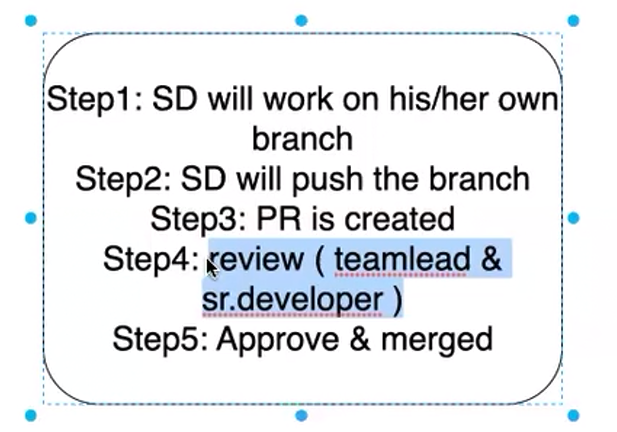 Step1: SD will work on his/her own
branch
Step2: SD will push the branch
Step3: PR is created
Step4: review ( teamlead &
sr.developer )
Step5: Approve & merged